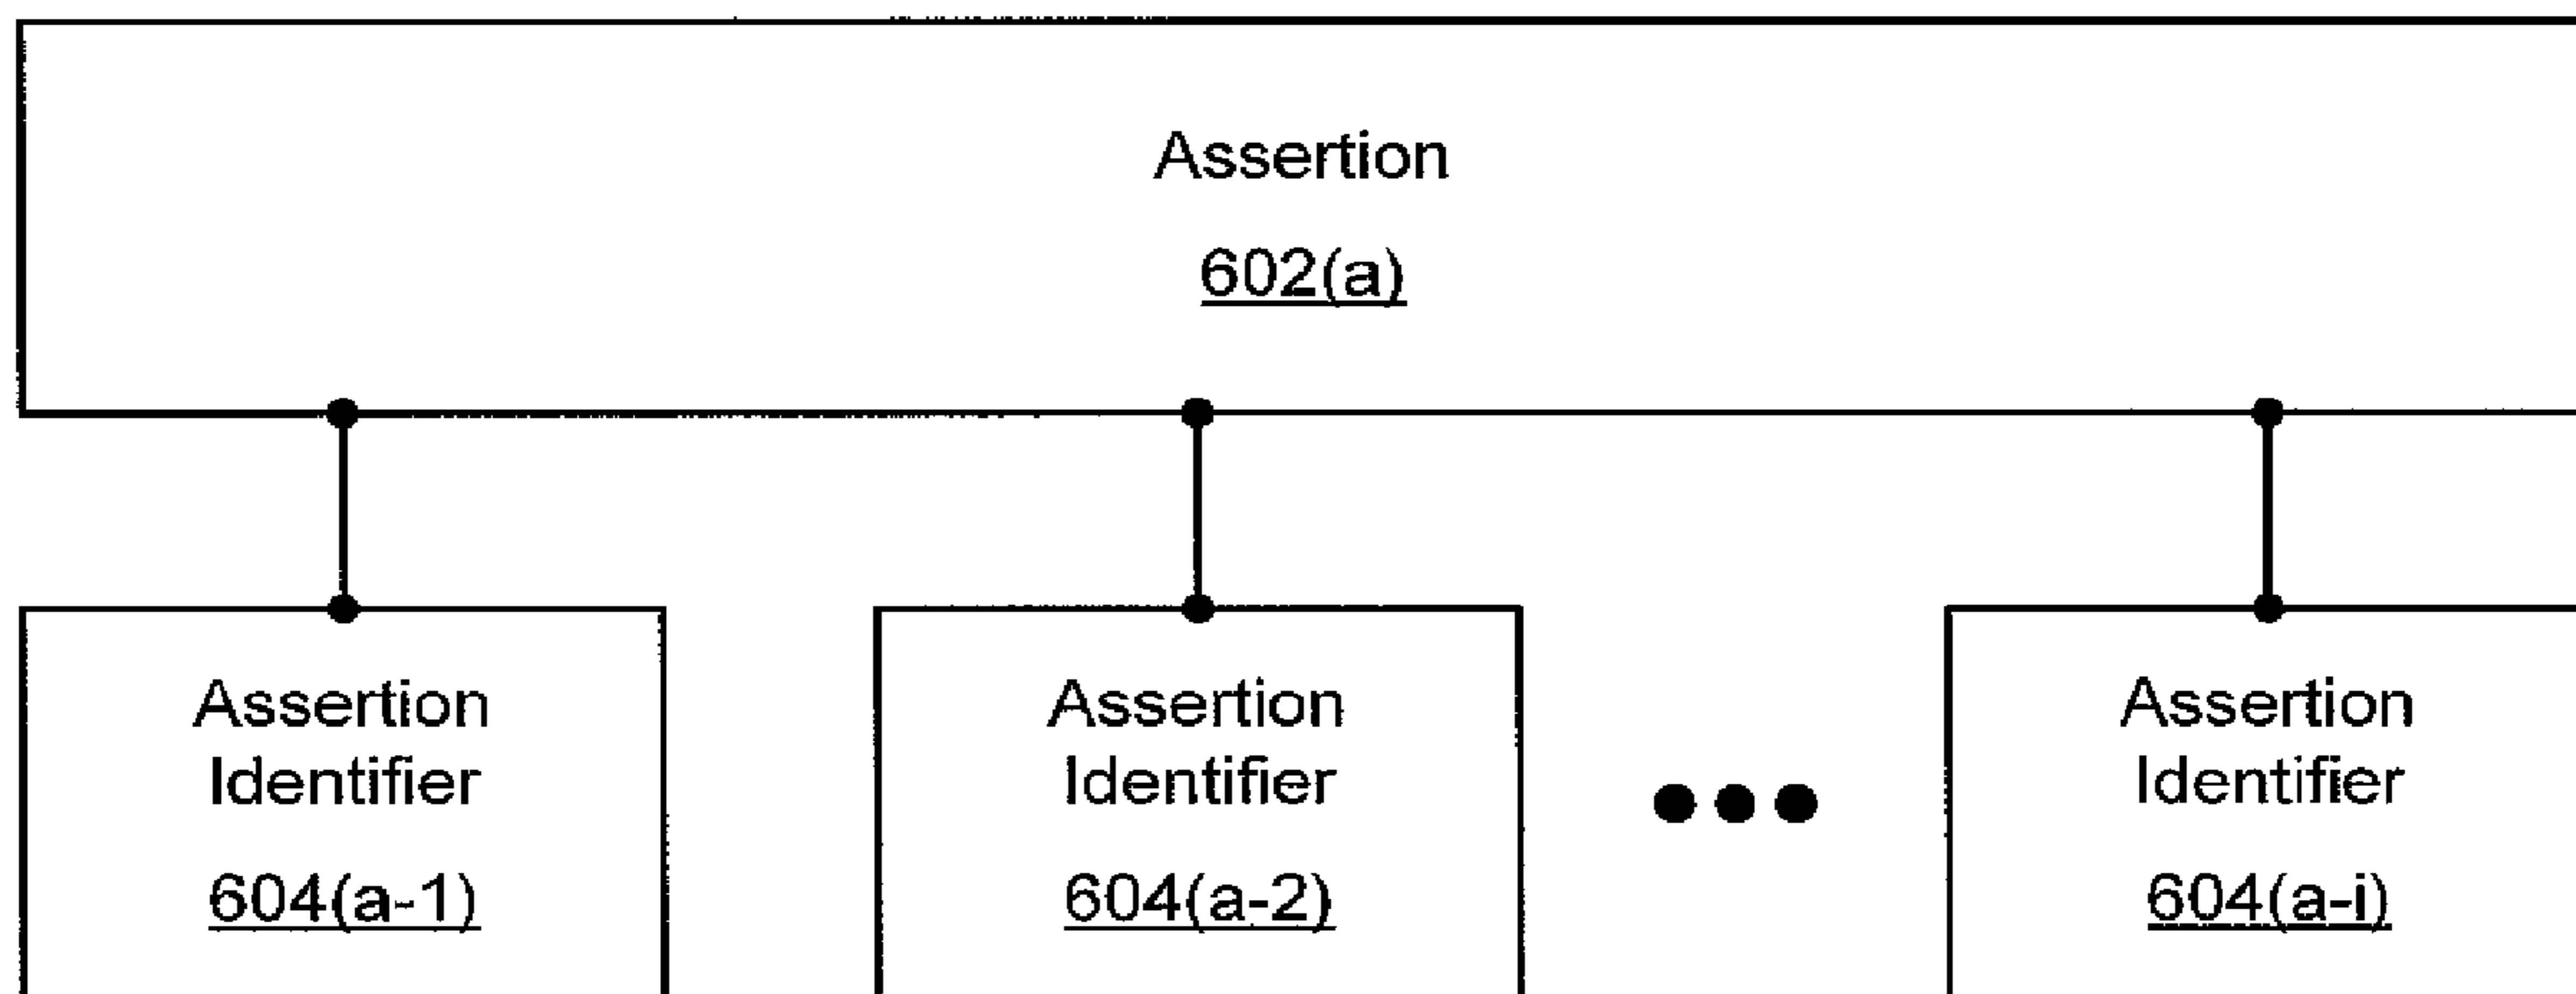 Assertion
602(a)
Assertion
Identifier
604(a-1)
Assertion
Identifier
604(a-2)
Assertion
Identifier
604(a-i)